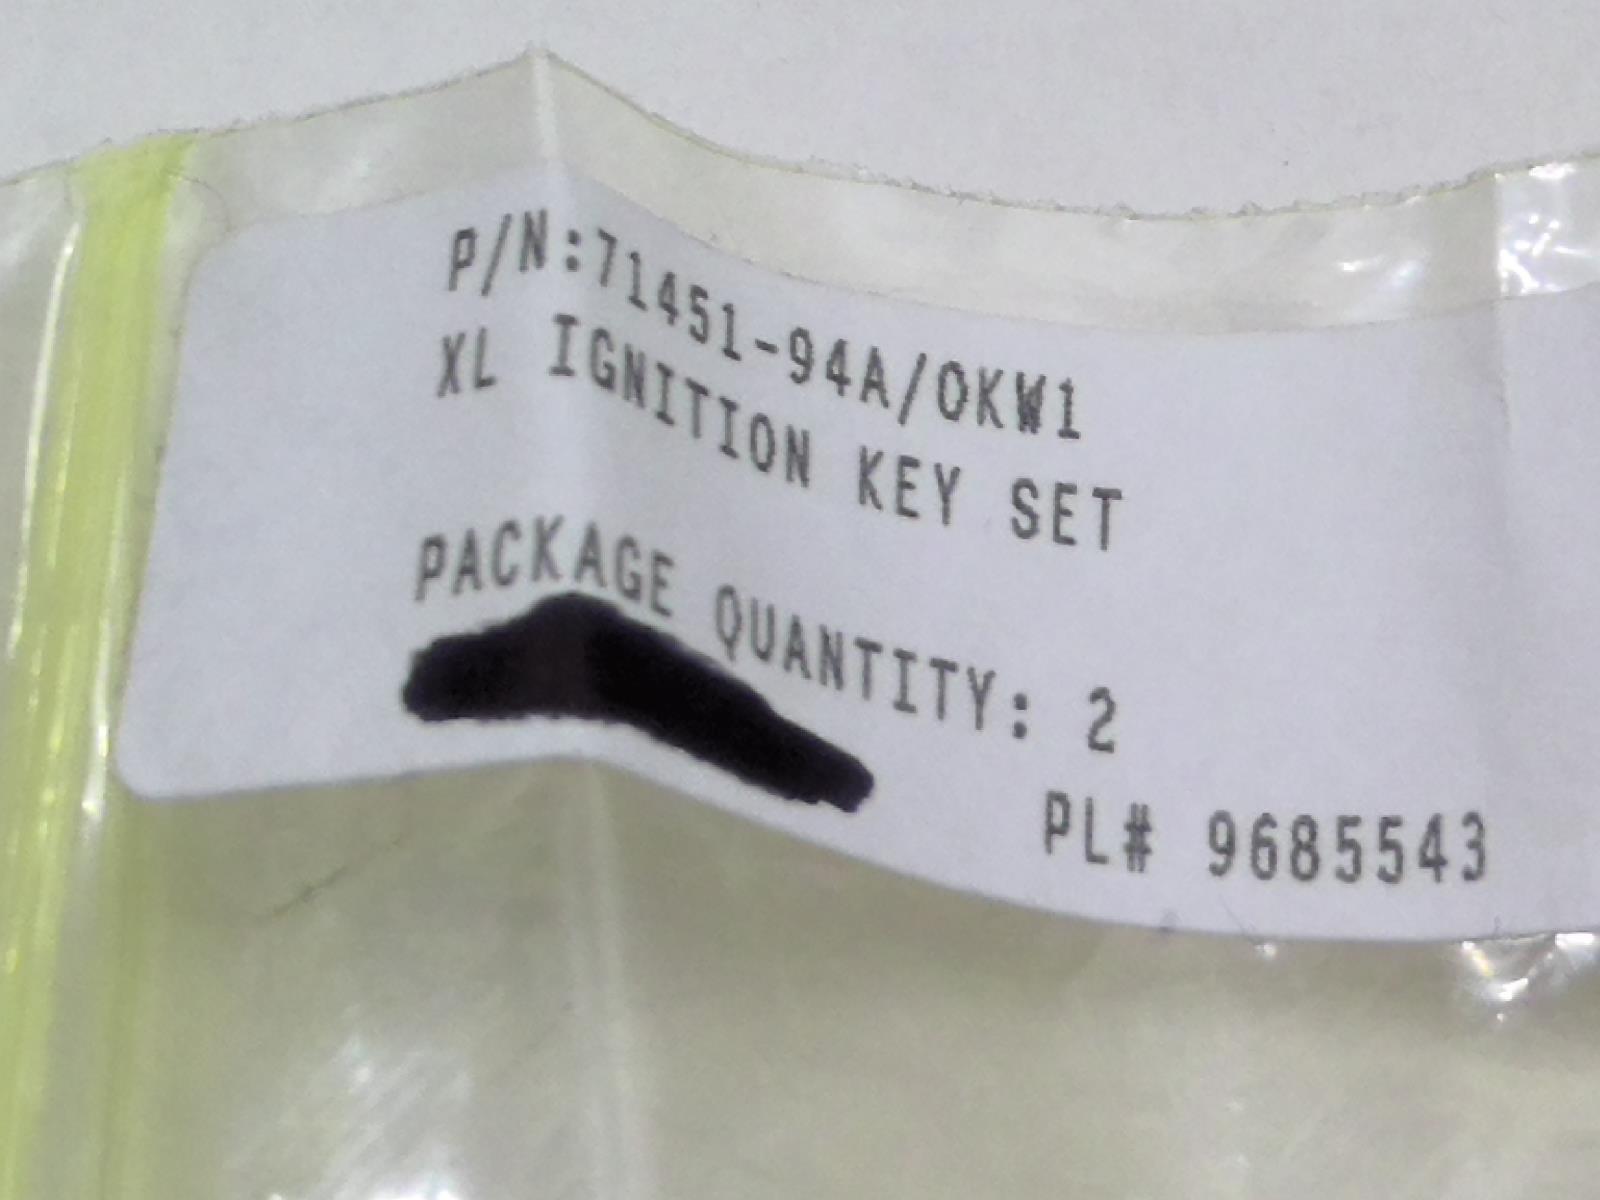 P/N:71451-94A/OKW1
XL IGNITION KEY SET
PACKAGE QUANTITY: 2
PL# 9685543